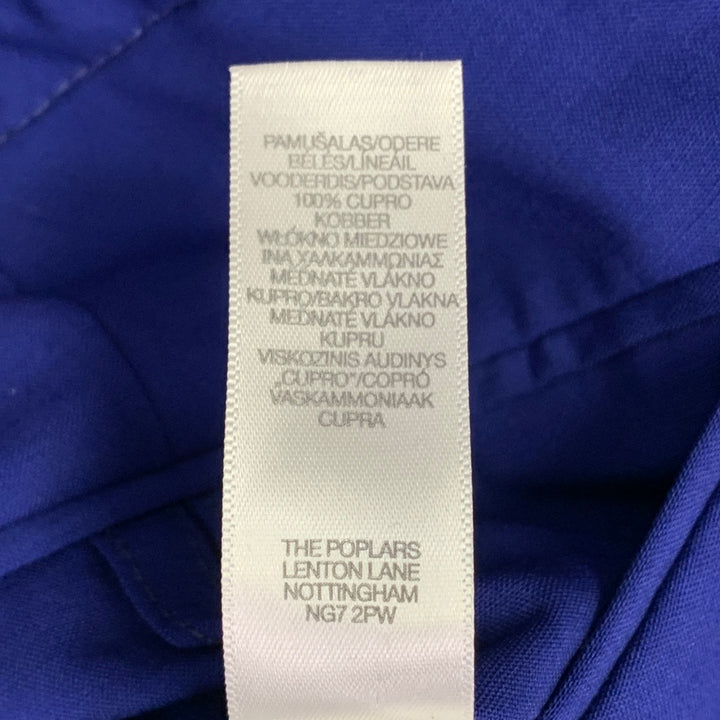 PAMUŠALAS/ODERE
BELES/LÍNEÁIL
VOODERDIS/PODSTAVA
100% CUPRO
KOBBER
WŁÓKNO MIEDZIOWE
ΙΝΑ ΧΑΛΚΑΜΜΩΝΙΑΣ
MEDNATÉ VLÁKNO
KUPRO/BAKRO VLAKNA
MEDNATÉ VLÁKNO
KUPRU
VISKOZINIS AUDINYS
„CUPRO"/COPRÓ
VASKAMMONIAAK
CUPRA
THE POPLARS
LENTON LANE
NOTTINGHAM
NG7 2PW